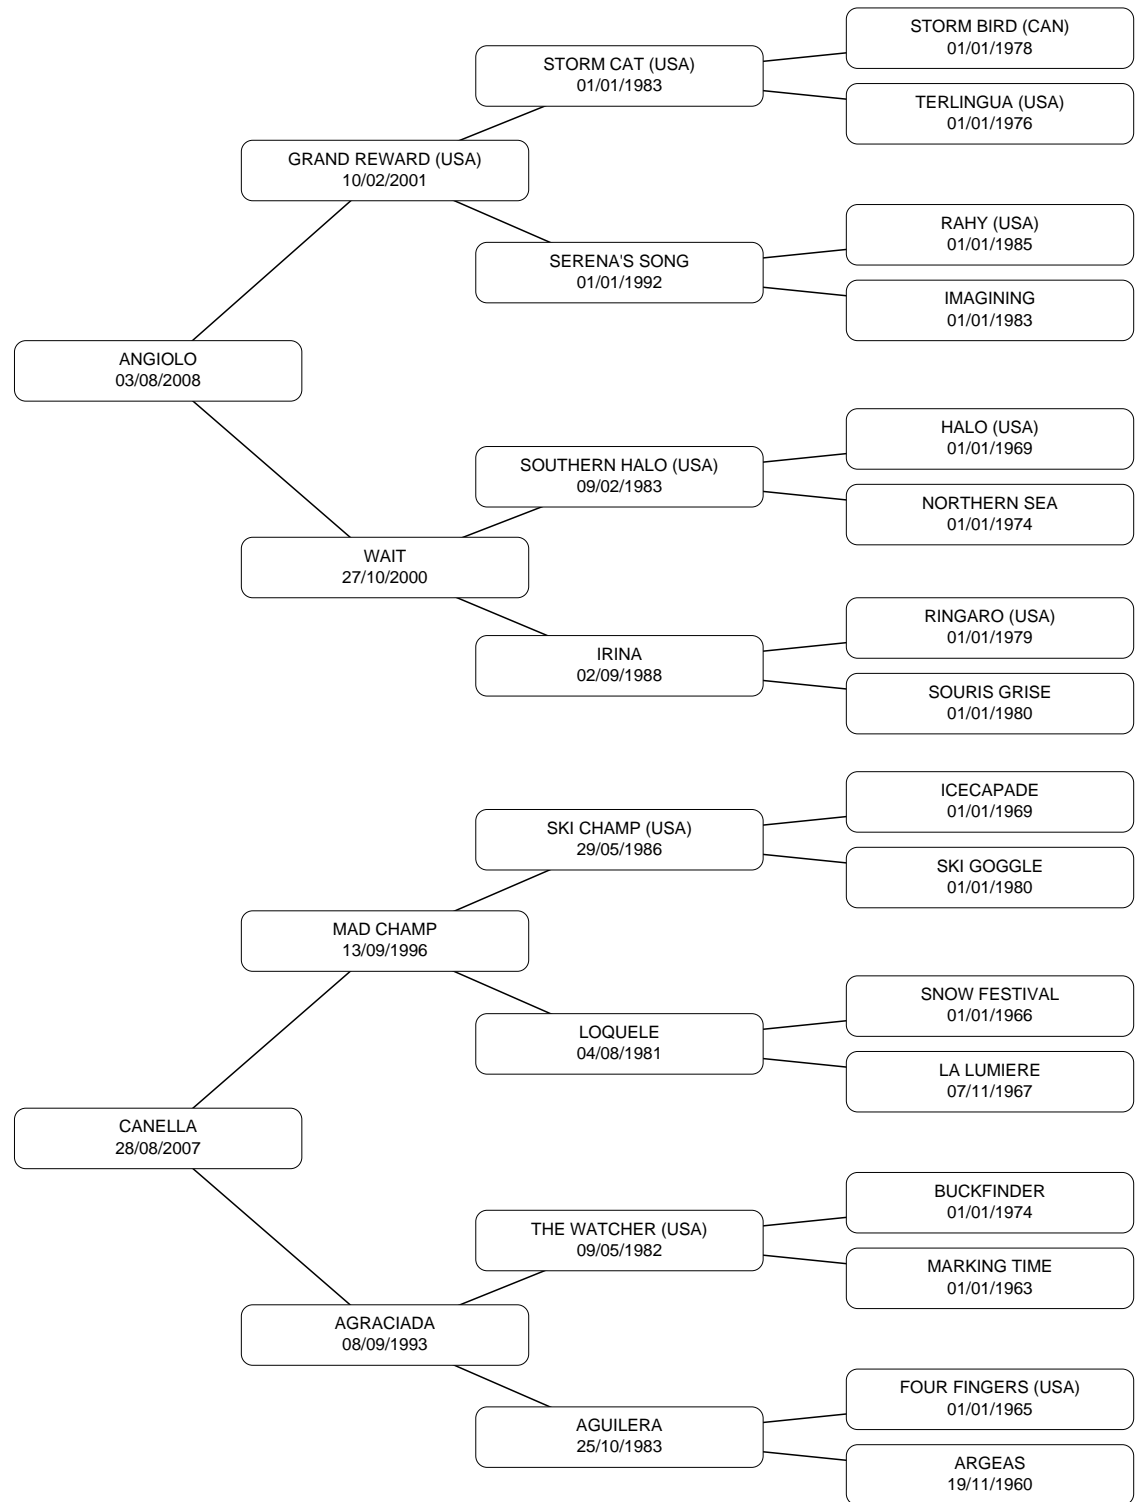 STORM BIRD (CAN)
01/01/1978
STORM CAT (USA)
01/01/1983
TERLINGUA (USA)
01/01/1976
GRAND REWARD (USA)
10/02/2001
RAHY (USA)
01/01/1985
SERENA'S SONG
01/01/1992
IMAGINING
01/01/1983
ANGIOLO
03/08/2008
HALO (USA)
01/01/1969
SOUTHERN HALO (USA)
09/02/1983
NORTHERN SEA
01/01/1974
WAIT
27/10/2000
RINGARO (USA)
01/01/1979
IRINA
02/09/1988
SOURIS GRISE
01/01/1980
ICECAPADE
01/01/1969
SKI CHAMP (USA)
29/05/1986
SKI GOGGLE
01/01/1980
MAD CHAMP
13/09/1996
SNOW FESTIVAL
01/01/1966
LOQUELE
04/08/1981
LA LUMIERE
07/11/1967
CANELLA
28/08/2007
BUCKFINDER
01/01/1974
THE WATCHER (USA)
09/05/1982
MARKING TIME
01/01/1963
AGRACIADA
08/09/1993
FOUR FINGERS (USA)
01/01/1965
AGUILERA
25/10/1983
ARGEAS
19/11/1960